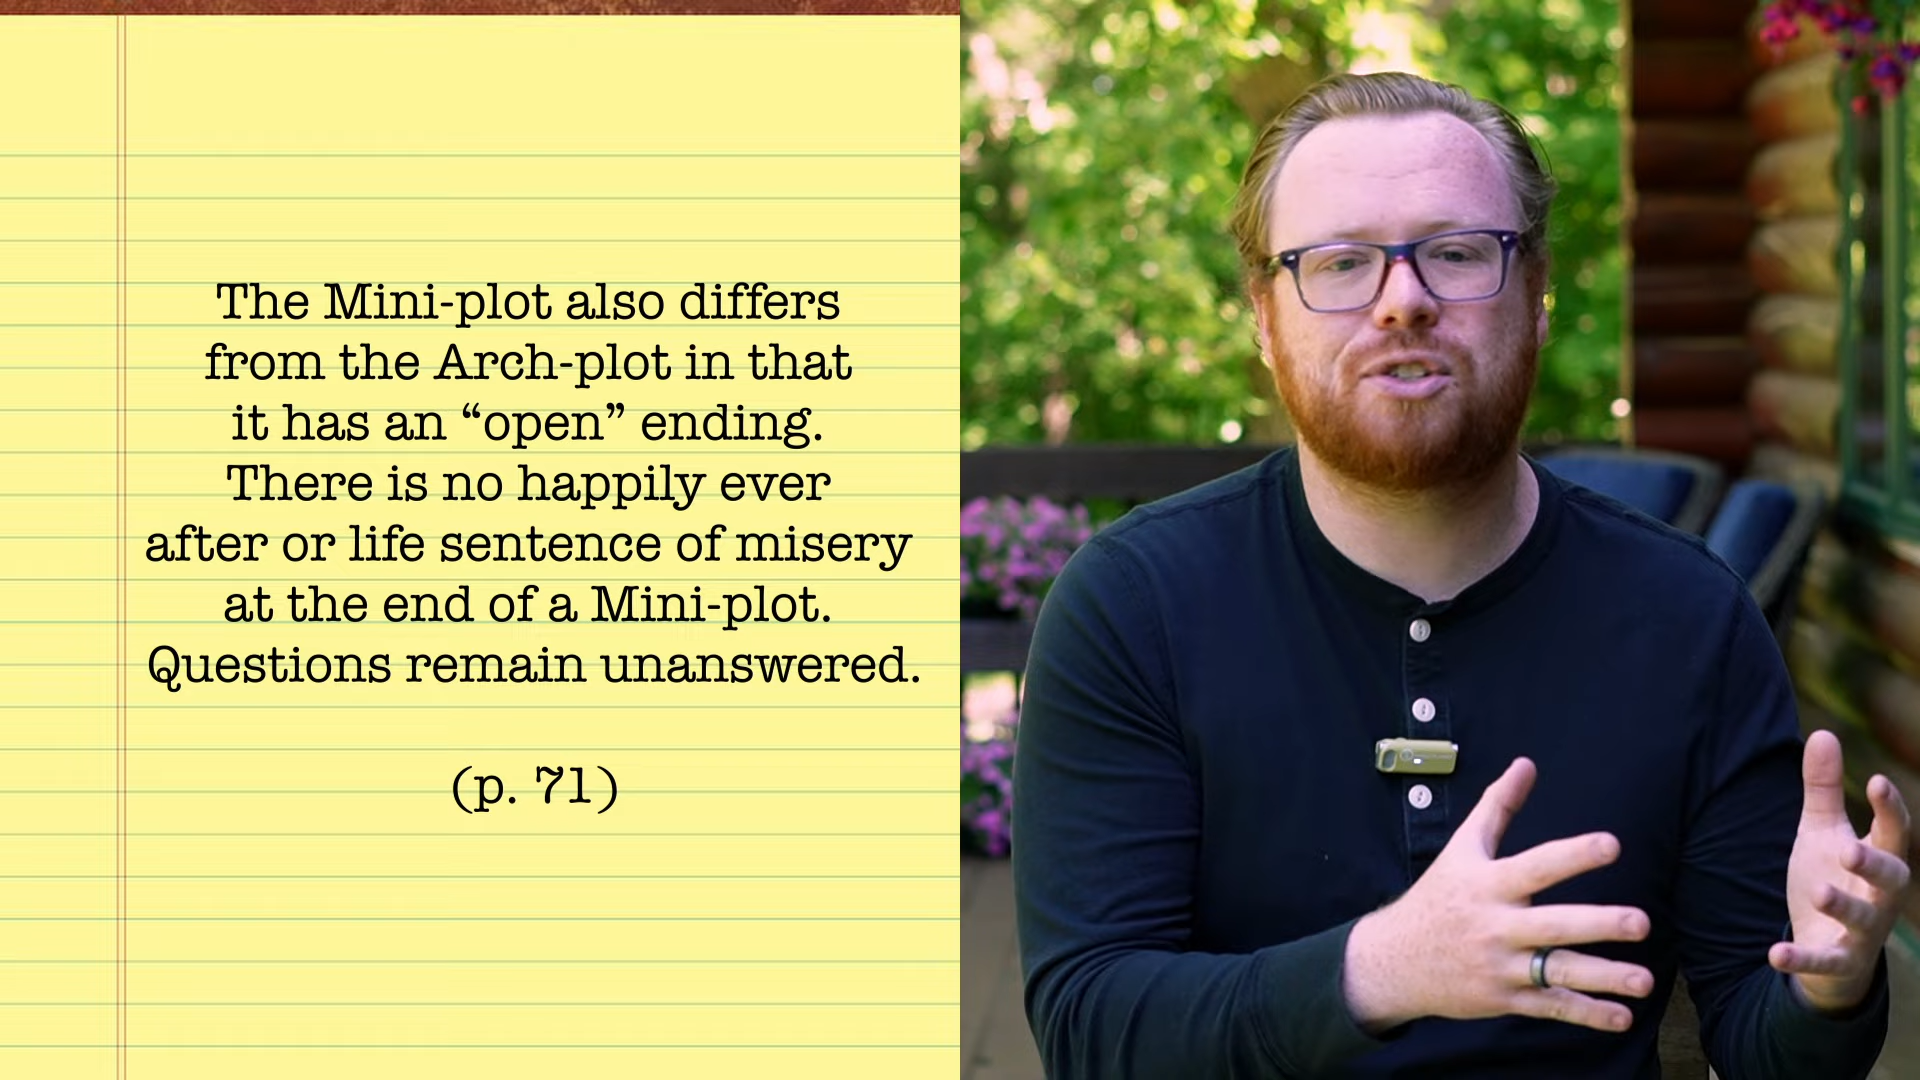 The Mini-plot also differs
from the Arch-plot in that
it has an “open” ending.
There is no happily ever
after or life sentence of misery
at the end of a Mini-plot.
Questions remain unanswered.
(p. 71)